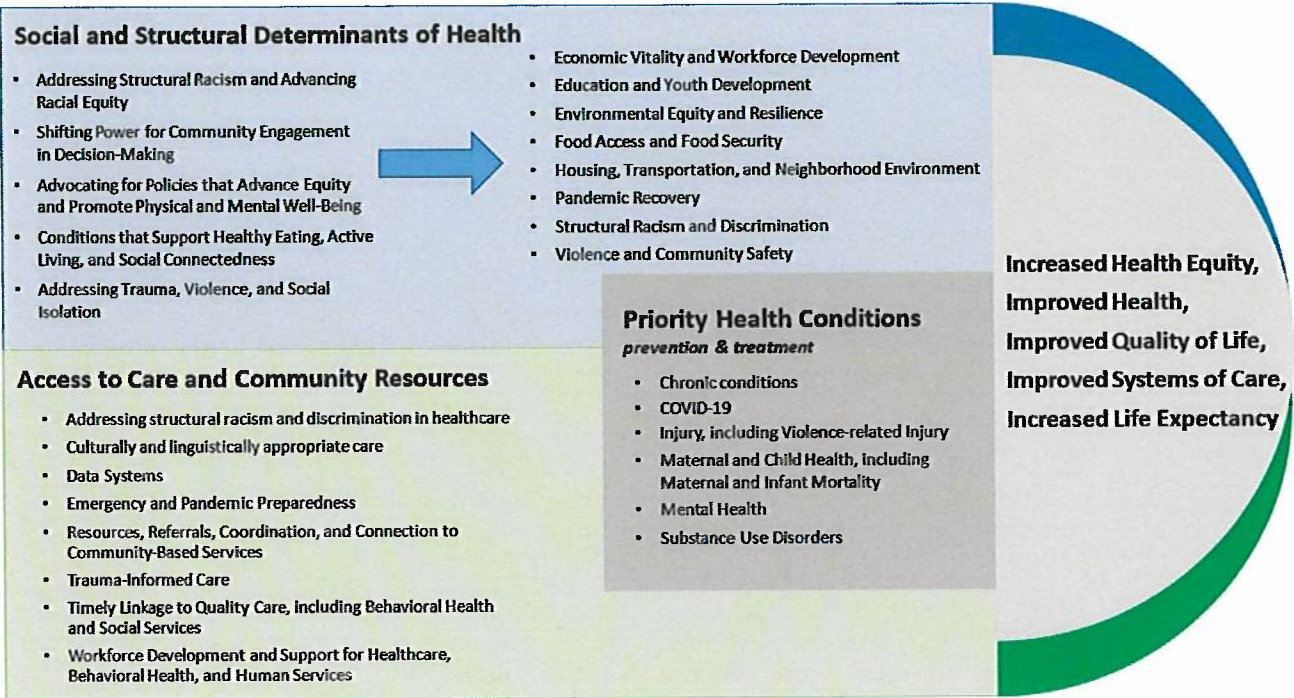 Social and Structural Determinants of Health
▪ Addressing Structural Racism and Advancing
Racial Equity
▪ Shifting Power for Community Engagement
in Decision-Making
▪ Advocating for Policies that Advance Equity
and Promote Physical and Mental Well-Being
▪ Conditions that Support Healthy Eating, Active
Living, and Social Connectedness
▪ Addressing Trauma, Violence, and Social
Isolation
▪ Economic Vitality and Workforce Development
▪ Education and Youth Development
▪ Environmental Equity and Resilience
▪ Food Access and Food Security
▪ Housing, Transportation, and Neighborhood Environment
▪ Pandemic Recovery
▪ Structural Racism and Discrimination
▪ Violence and Community Safety
Access to Care and Community Resources
• Addressing structural racism and discrimination in healthcare
• Culturally and linguistically appropriate care
• Data Systems
• Emergency and Pandemic Preparedness
• Resources, Referrals, Coordination, and Connection to
Community-Based Services
• Trauma-Informed Care
• Timely Linkage to Quality Care, including Behavioral Health
and Social Services
• Workforce Development and Support for Healthcare,
Behavioral Health, and Human Services
Priority Health Conditions
prevention & treatment
• Chronic conditions
• COVID-19
• Injury, including Violence-related Injury
• Maternal and Child Health, including
Maternal and Infant Mortality
• Mental Health
• Substance Use Disorders
Increased Health Equity,
Improved Health,
Improved Quality of Life,
Improved Systems of Care,
Increased Life Expectancy